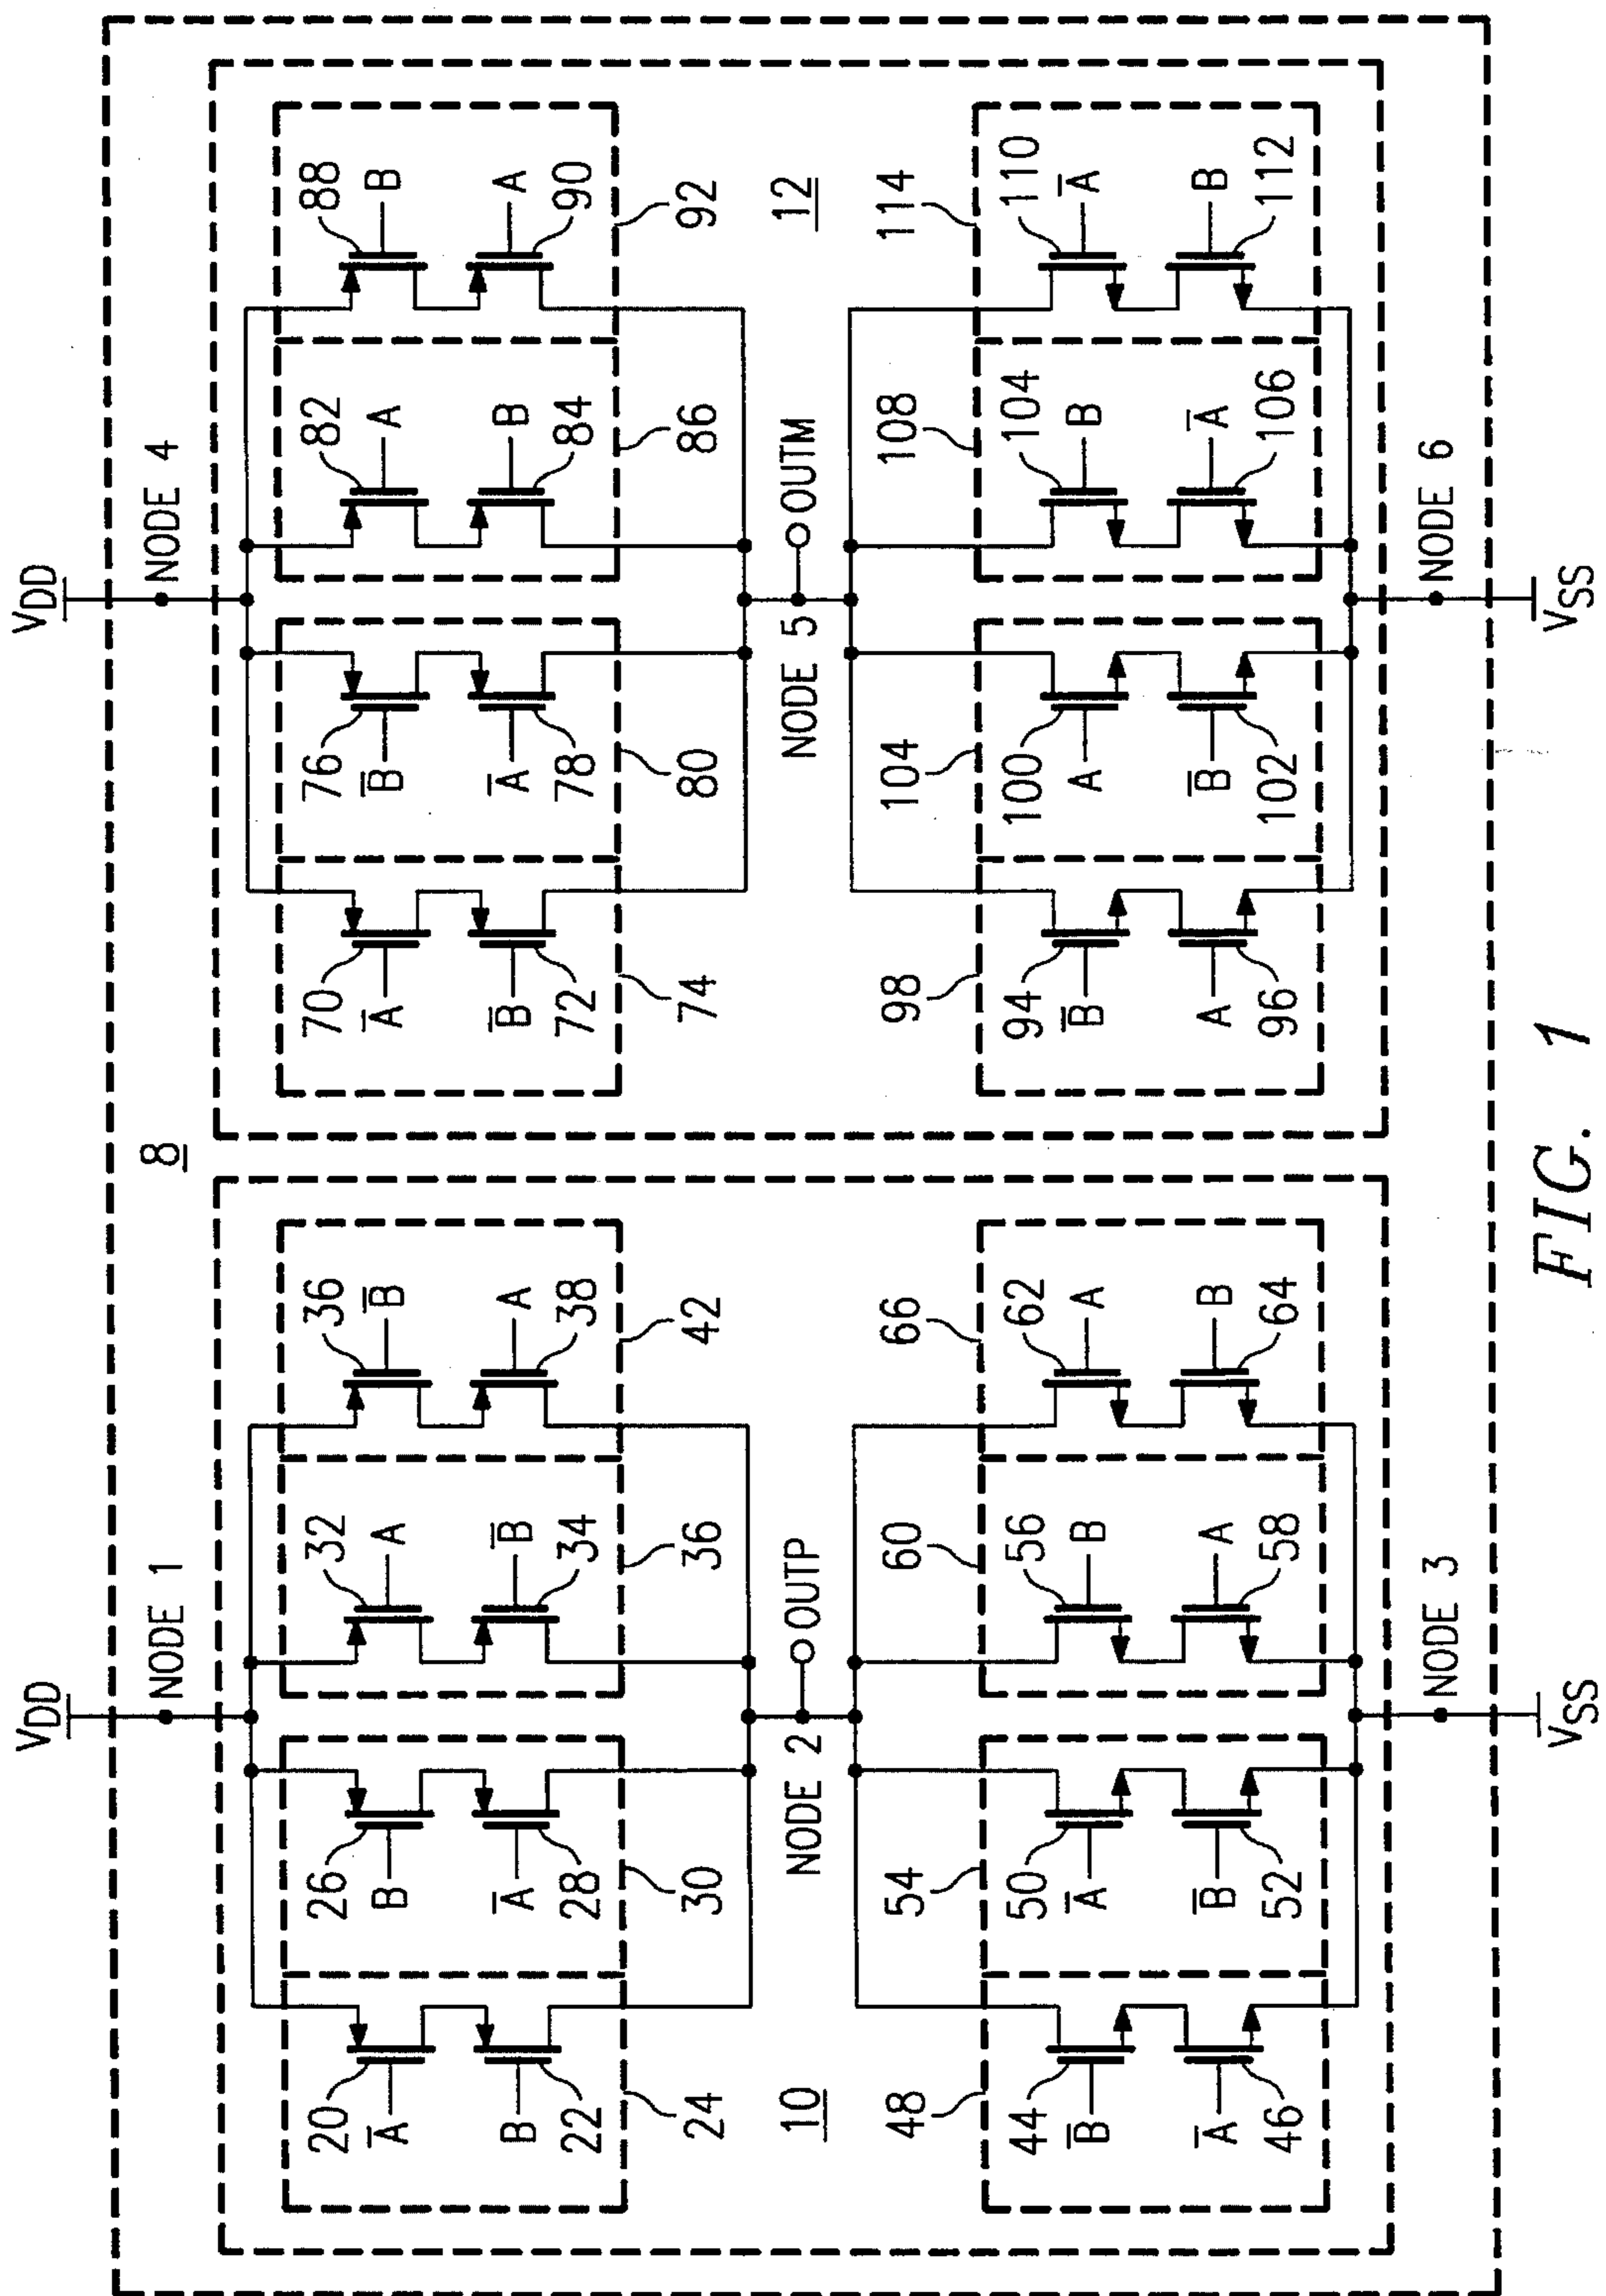 VDD VDD
NODE 1 8 NODE 4
20 26 32 36 70 76 82 88
A̅ B A B̅ A̅ B̅ A B
B A̅ B̅ A B̅ A̅ B A
22 28 34 38 72 78 84 90
24 30 36 42 74 80 86 92
10 NODE 2 OUTP NODE 5 OUTM 12
48 54 60 66 98 104 108 114
44 50 56 62 94 100 104 110
B̅ A̅ B A B̅ A B A̅
A̅ B̅ A B A B̅ A̅ B
46 52 58 64 96 102 106 112
NODE 3 NODE 6
VSS VSS
FIG. 1